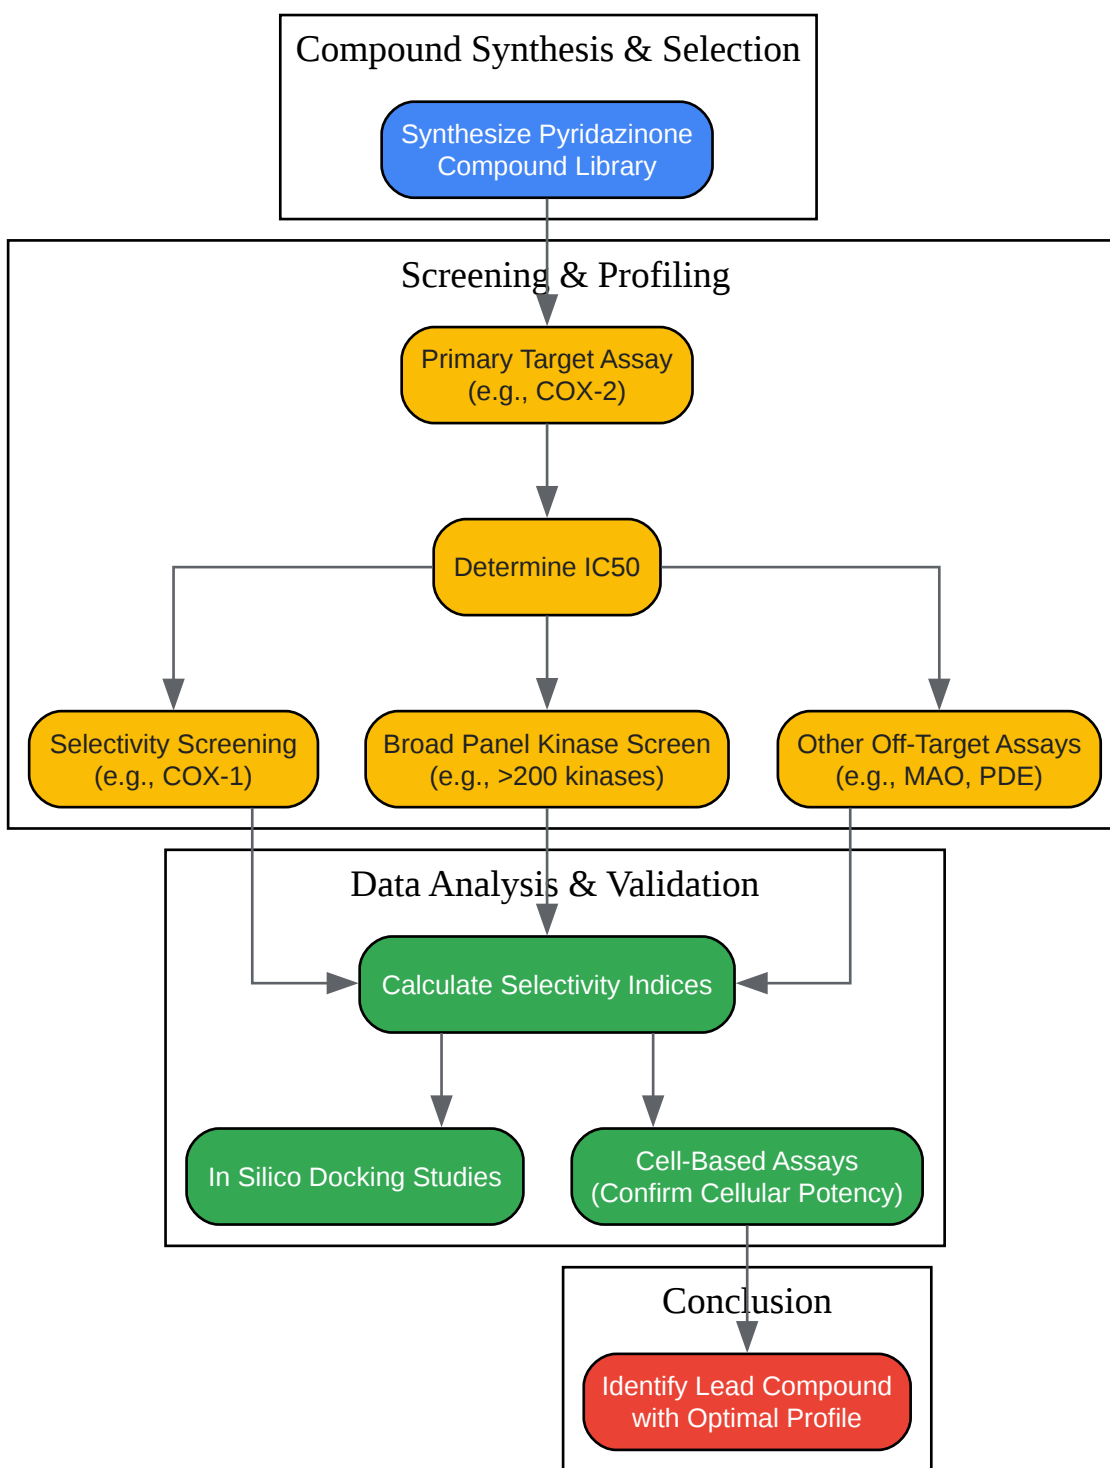 Compound Synthesis & Selection
Synthesize Pyridazinone
Compound Library
Screening & Profiling
Primary Target Assay
(e.g., COX-2)
Determine IC50
Selectivity Screening
(e.g., COX-1)
Broad Panel Kinase Screen
(e.g., >200 kinases)
Other Off-Target Assays
(e.g., MAO, PDE)
Data Analysis & Validation
Calculate Selectivity Indices
In Silico Docking Studies
Cell-Based Assays
(Confirm Cellular Potency)
Conclusion
Identify Lead Compound
with Optimal Profile